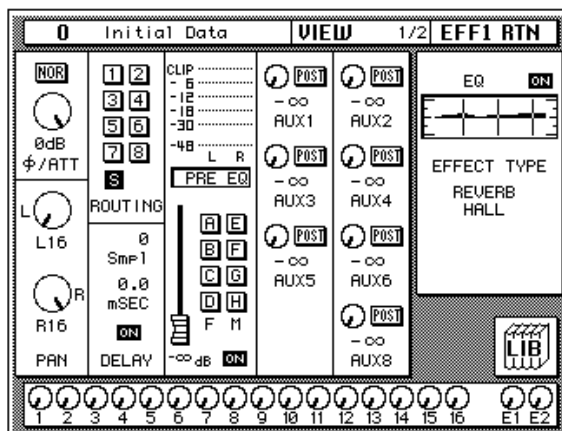 0 Initial Data VIEW 1/2 EFF1 RTN
NOR
0dB
ϕ/ATT
L
L16
R
R16
PAN
1 2
3 4
5 6
7 8
S
ROUTING
0
Smpl
0.0
mSEC
ON
DELAY
CLIP
- 6
-12
-18
-30
-48
L R
PRE EQ
A E
B F
C G
D H
F M
-∞ dB ON
POST POST
-∞ -∞
AUX1 AUX2
POST POST
-∞ -∞
AUX3 AUX4
POST POST
-∞ -∞
AUX5 AUX6
POST
-∞
AUX8
EQ ON
EFFECT TYPE
REVERB
HALL
LIB
1 2 3 4 5 6 7 8 9 10 11 12 13 14 15 16 E1 E2